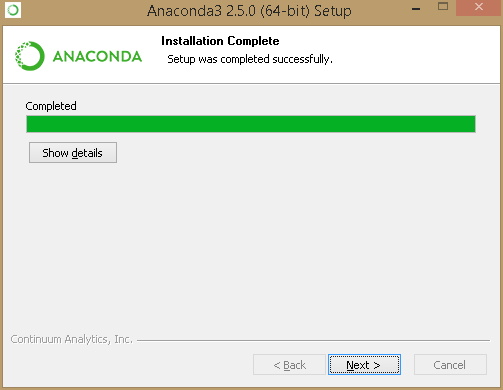 Anaconda3 2.5.0 (64-bit) Setup
ANACONDA
Installation Complete
Setup was completed successfully.
Completed
Show details
Continuum Analytics, Inc.
< Back
Next >
Cancel